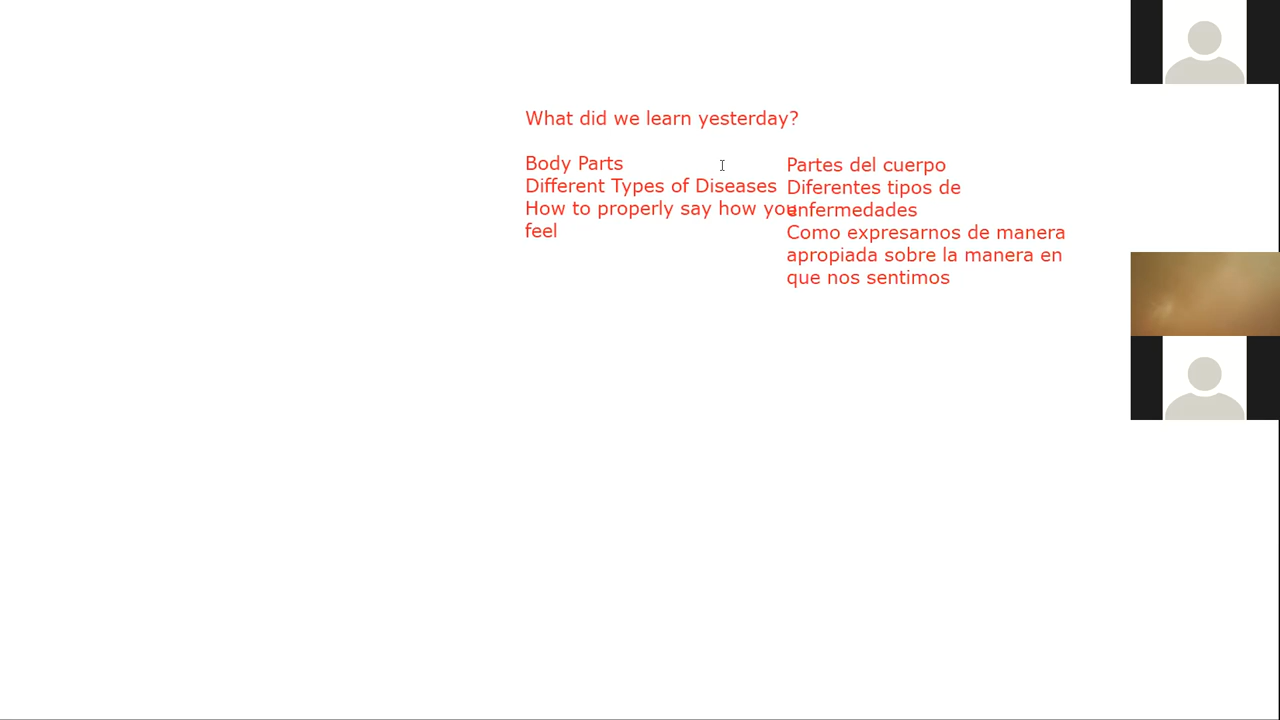 What did we learn yesterday?
Body Parts
Different Types of Diseases
How to properly say how you
feel
Partes del cuerpo
Diferentes tipos de
enfermedades
Como expresarnos de manera
apropiada sobre la manera en
que nos sentimos